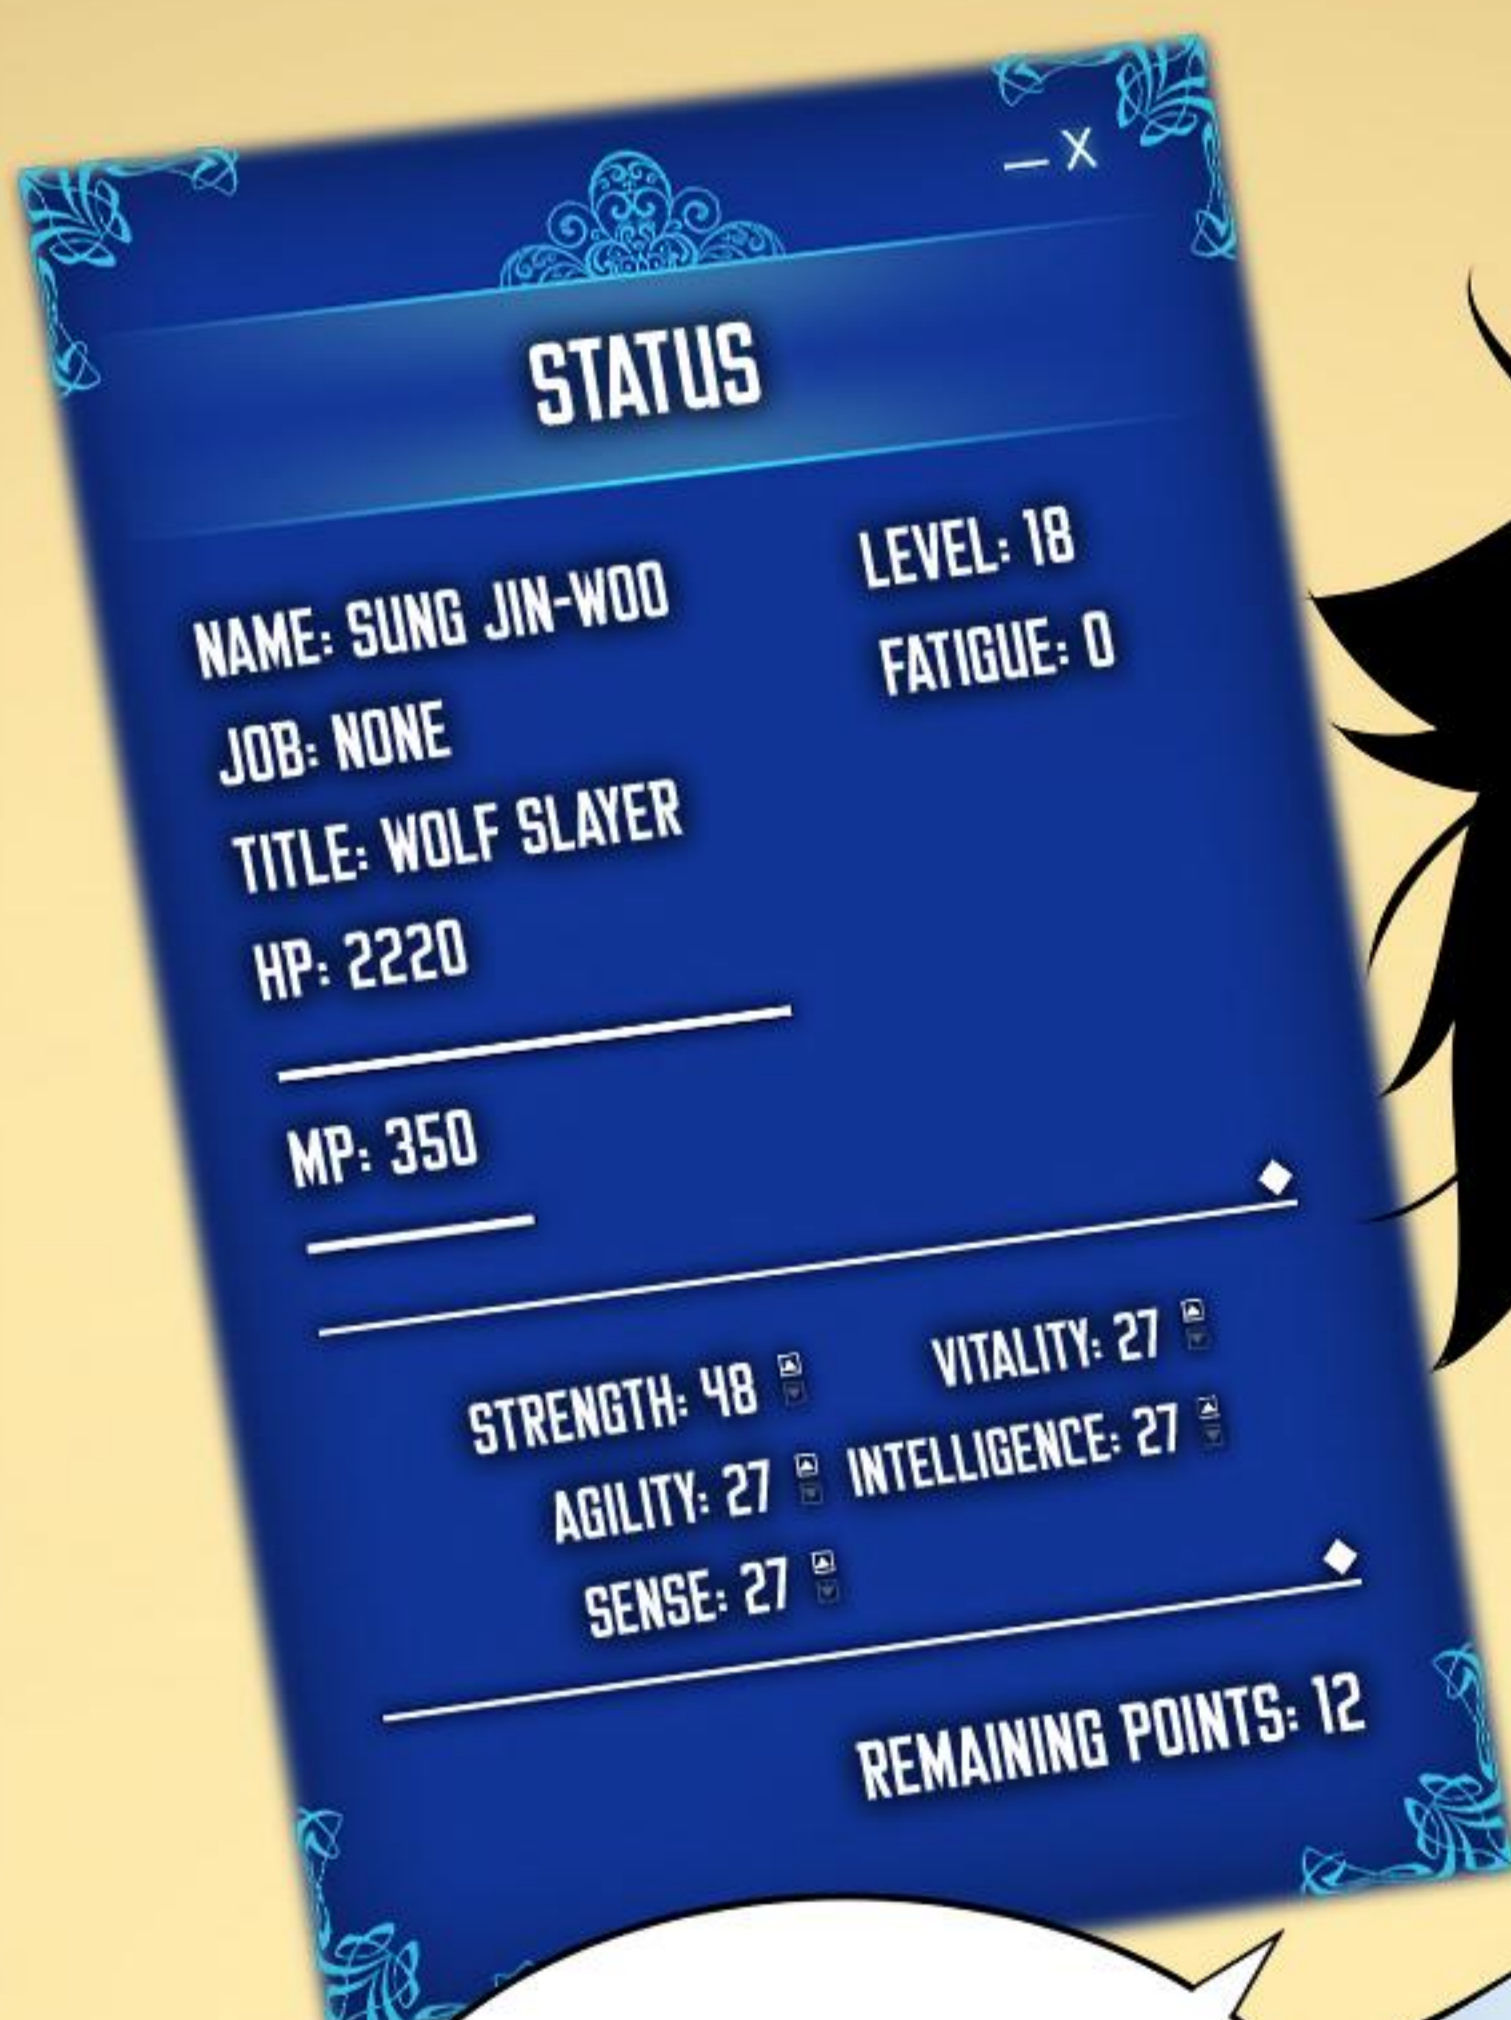 — X
STATUS
NAME: SUNG JIN-WOO
LEVEL: 18
JOB: NONE
FATIGUE: 0
TITLE: WOLF SLAYER
HP: 2220
MP: 350
STRENGTH: 48
VITALITY: 27
AGILITY: 27
INTELLIGENCE: 27
SENSE: 27
REMAINING POINTS: 12